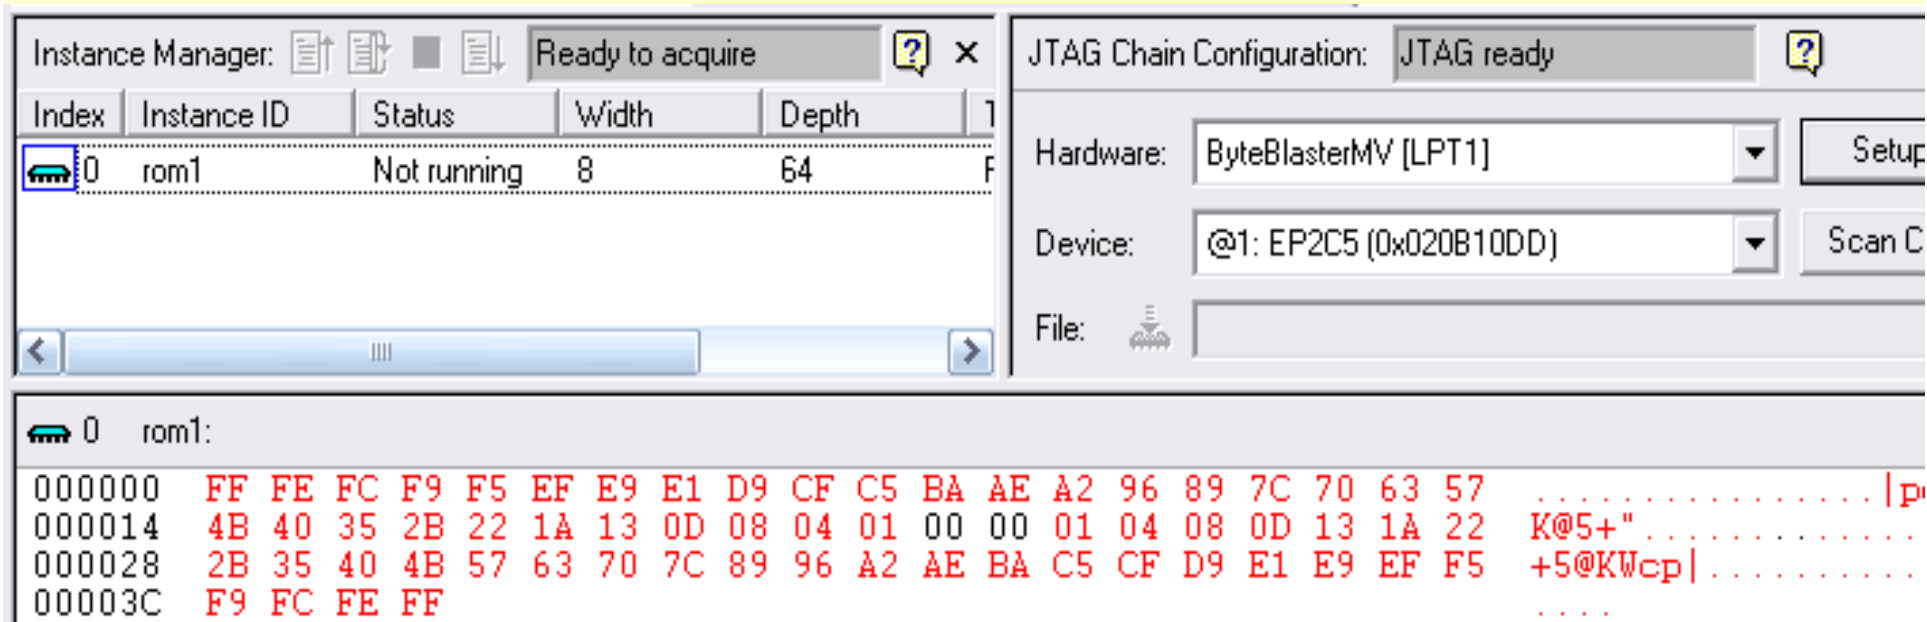 Instance Manager: Ready to acquire
Index Instance ID Status Width Depth
0 rom1 Not running 8 64
JTAG Chain Configuration: JTAG ready
Hardware: ByteBlasterMV [LPT1] Setup
Device: @1: EP2C5 (0x020B10DD) Scan C
File:
0 rom1:
000000 FF FE FC F9 F5 EF E9 E1 D9 CF C5 BA AE A2 96 89 7C 70 63 57 ................|p
000014 4B 40 35 2B 22 1A 13 0D 08 04 01 00 00 01 04 08 0D 13 1A 22 K@5+"...............
000028 2B 35 40 4B 57 63 70 7C 89 96 A2 AE BA C5 CF D9 E1 E9 EF F5 +5@KWcp|............
00003C F9 FC FE FF ....